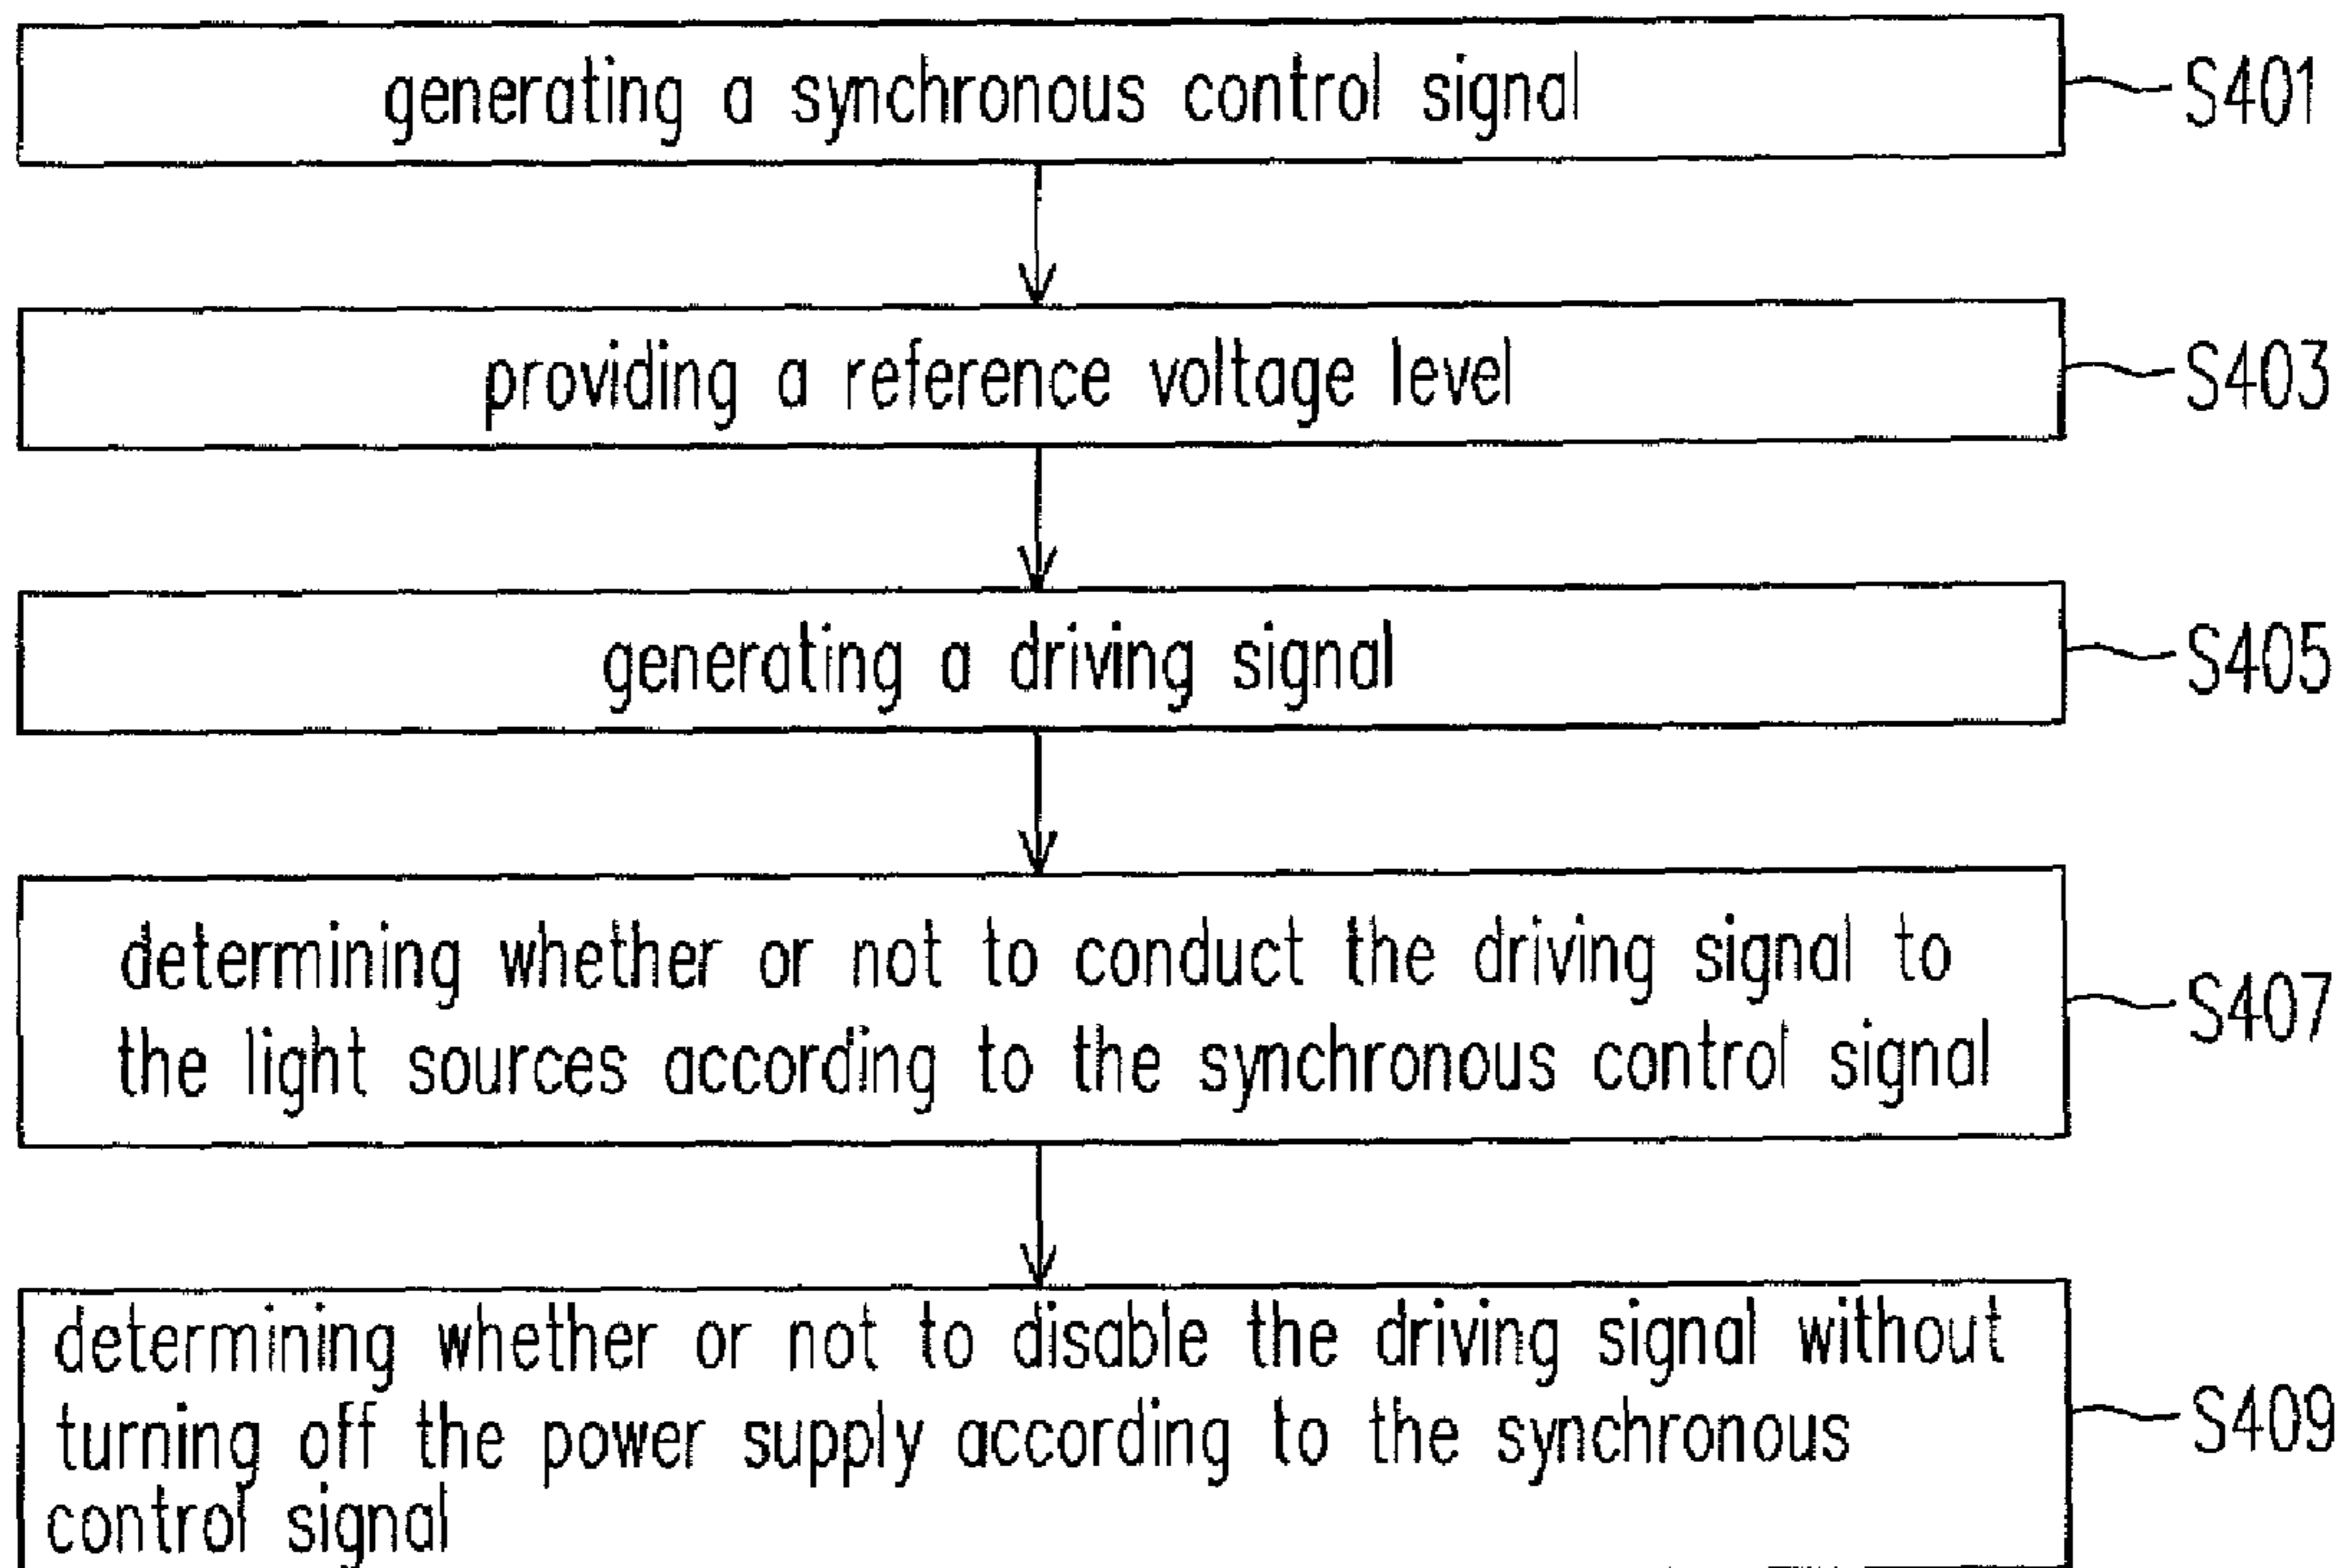 generating a synchronous control signal
S401
providing a reference voltage level
S403
generating a driving signal
S405
determining whether or not to conduct the driving signal to
the light sources according to the synchronous control signal
S407
determining whether or not to disable the driving signal without
turning off the power supply according to the synchronous
control signal
S409